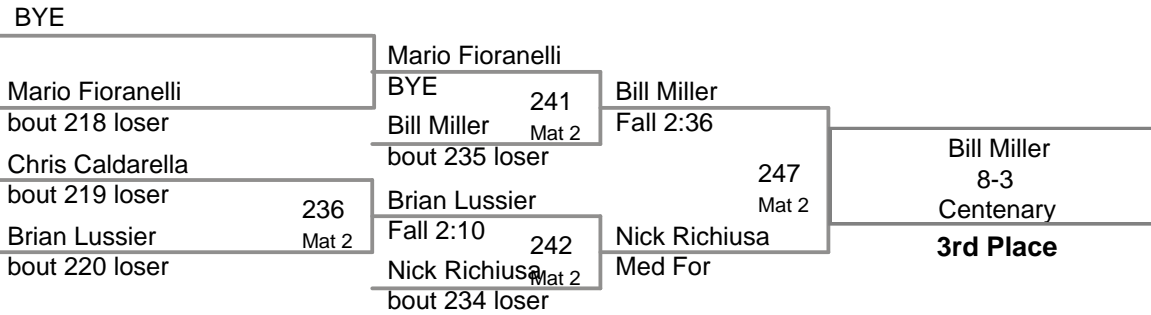 BYE
Mario Fioranelli
bout 218 loser
Chris Caldarella
bout 219 loser
236
Mat 2
Brian Lussier
bout 220 loser
Mario Fioranelli
BYE
241
Mat 2
Bill Miller
bout 235 loser
Brian Lussier
Fall 2:10
242
Mat 2
Nick Richiusa
bout 234 loser
Bill Miller
Fall 2:36
247
Mat 2
Nick Richiusa
Med For
Bill Miller
8-3
Centenary
3rd Place